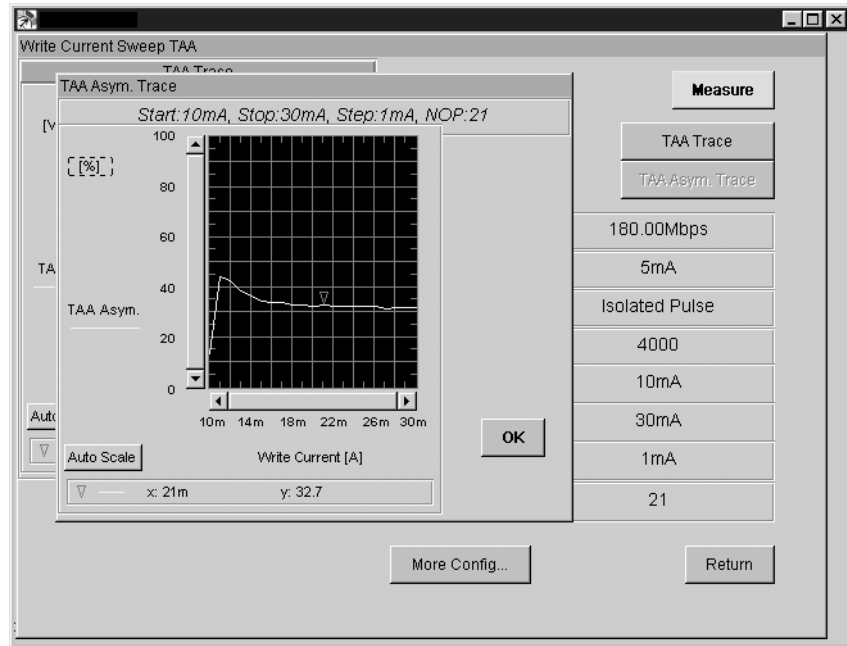 Write Current Sweep TAA
TAA Trace
TAA Asym. Trace
Start:10mA, Stop:30mA, Step:1mA, NOP:21
[%]
100
80
60
40
20
0
TAA Asym.
10m 14m 18m 22m 26m 30m
Auto Scale
Write Current [A]
x: 21m y: 32.7
OK
[V
TA
Auto
Measure
TAA Trace
TAA Asym. Trace
180.00Mbps
5mA
Isolated Pulse
4000
10mA
30mA
1mA
21
More Config...
Return